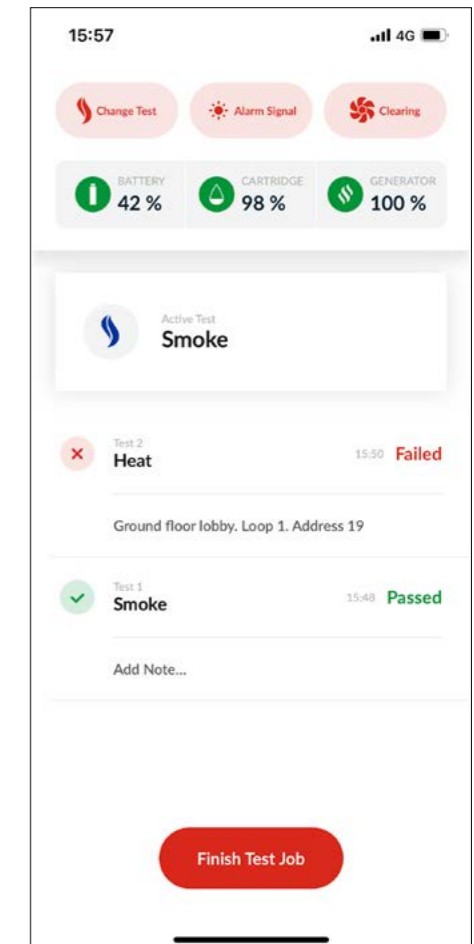 15:57 4G
Change Test Alarm Signal Clearing
BATTERY CARTRIDGE GENERATOR
42 % 98 % 100 %
Active Test
Smoke
Test 2
Heat 15:50 Failed
Ground floor lobby. Loop 1. Address 19
Test 1
Smoke 15:48 Passed
Add Note...
Finish Test Job